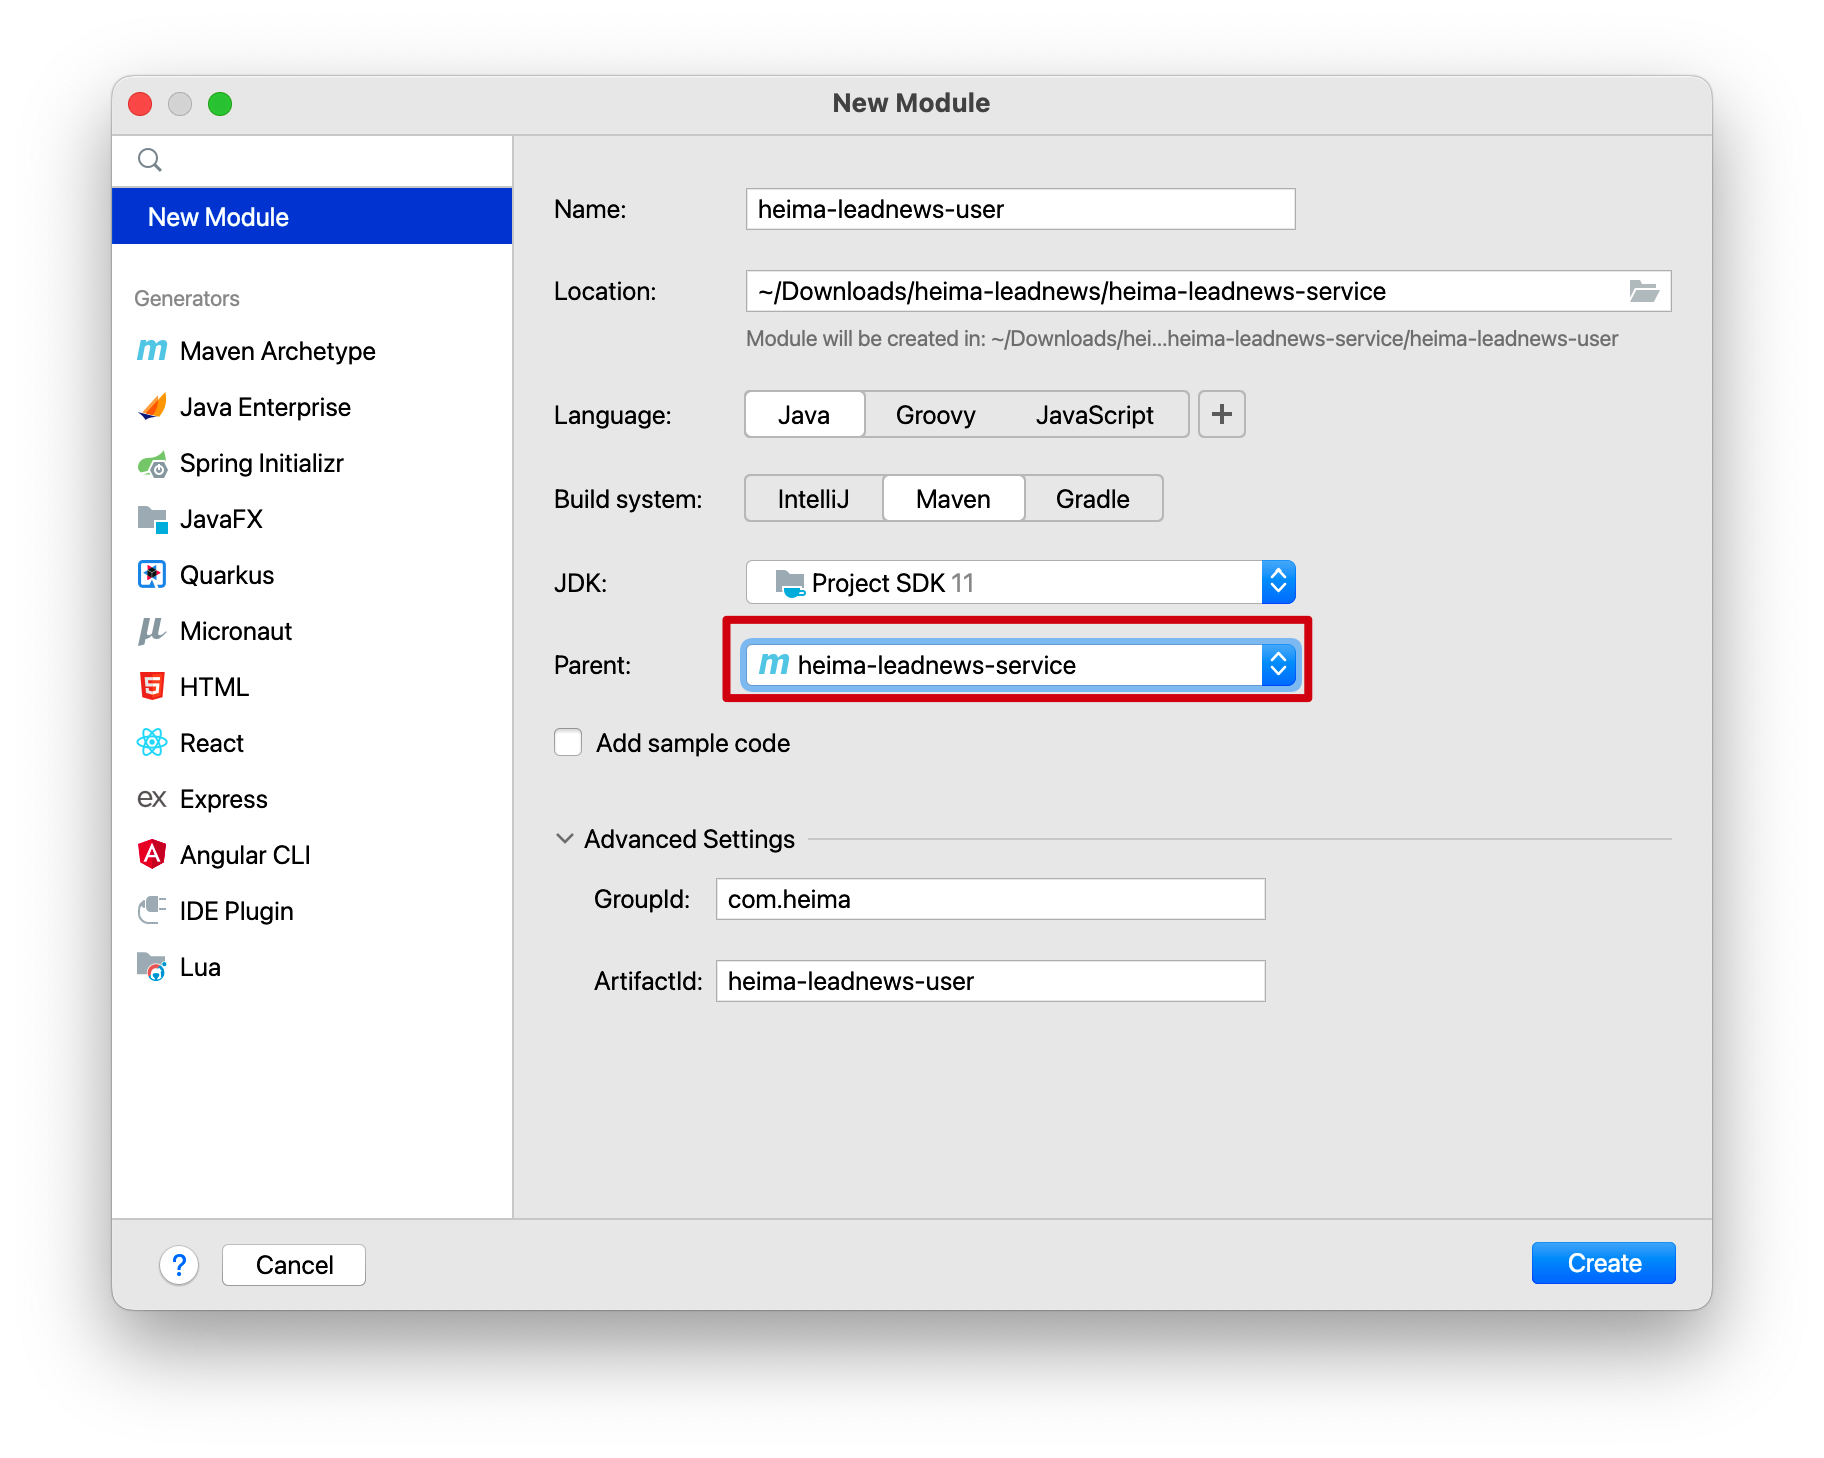 New Module
New Module
Generators
Maven Archetype
Java Enterprise
Spring Initializr
JavaFX
Quarkus
Micronaut
HTML
React
Express
Angular CLI
IDE Plugin
Lua
Name: heima-leadnews-user
Location: ~/Downloads/heima-leadnews/heima-leadnews-service
Module will be created in: ~/Downloads/hei...heima-leadnews-service/heima-leadnews-user
Language: Java Groovy JavaScript +
Build system: IntelliJ Maven Gradle
JDK: Project SDK 11
Parent: m heima-leadnews-service
Add sample code
Advanced Settings
GroupId: com.heima
ArtifactId: heima-leadnews-user
? Cancel Create